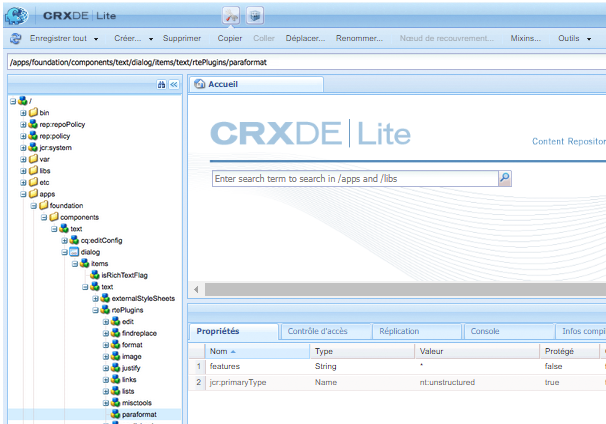 CRXDE | Lite
Enregistrer tout Créer... Supprimer Copier Coller Déplacer... Renommer... Nœud de recouvrement... Mixins... Outils
/apps/foundation/components/text/dialog/items/text/rtePlugins/paraformat
/
bin
rep:repoPolicy
rep:policy
jcr:system
var
libs
etc
apps
foundation
components
text
cq:editConfig
dialog
items
isRichTextFlag
text
externalStyleSheets
rtePlugins
edit
findreplace
format
image
justify
links
lists
misctools
paraformat
Accueil
CRXDE | Lite
Content Repositor
Enter search term to search in /apps and /libs
Propriétés Contrôle d'accès Réplication Console Infos compl
Nom Type Valeur Protégé
1 features String * false
2 jcr:primaryType Name nt:unstructured true